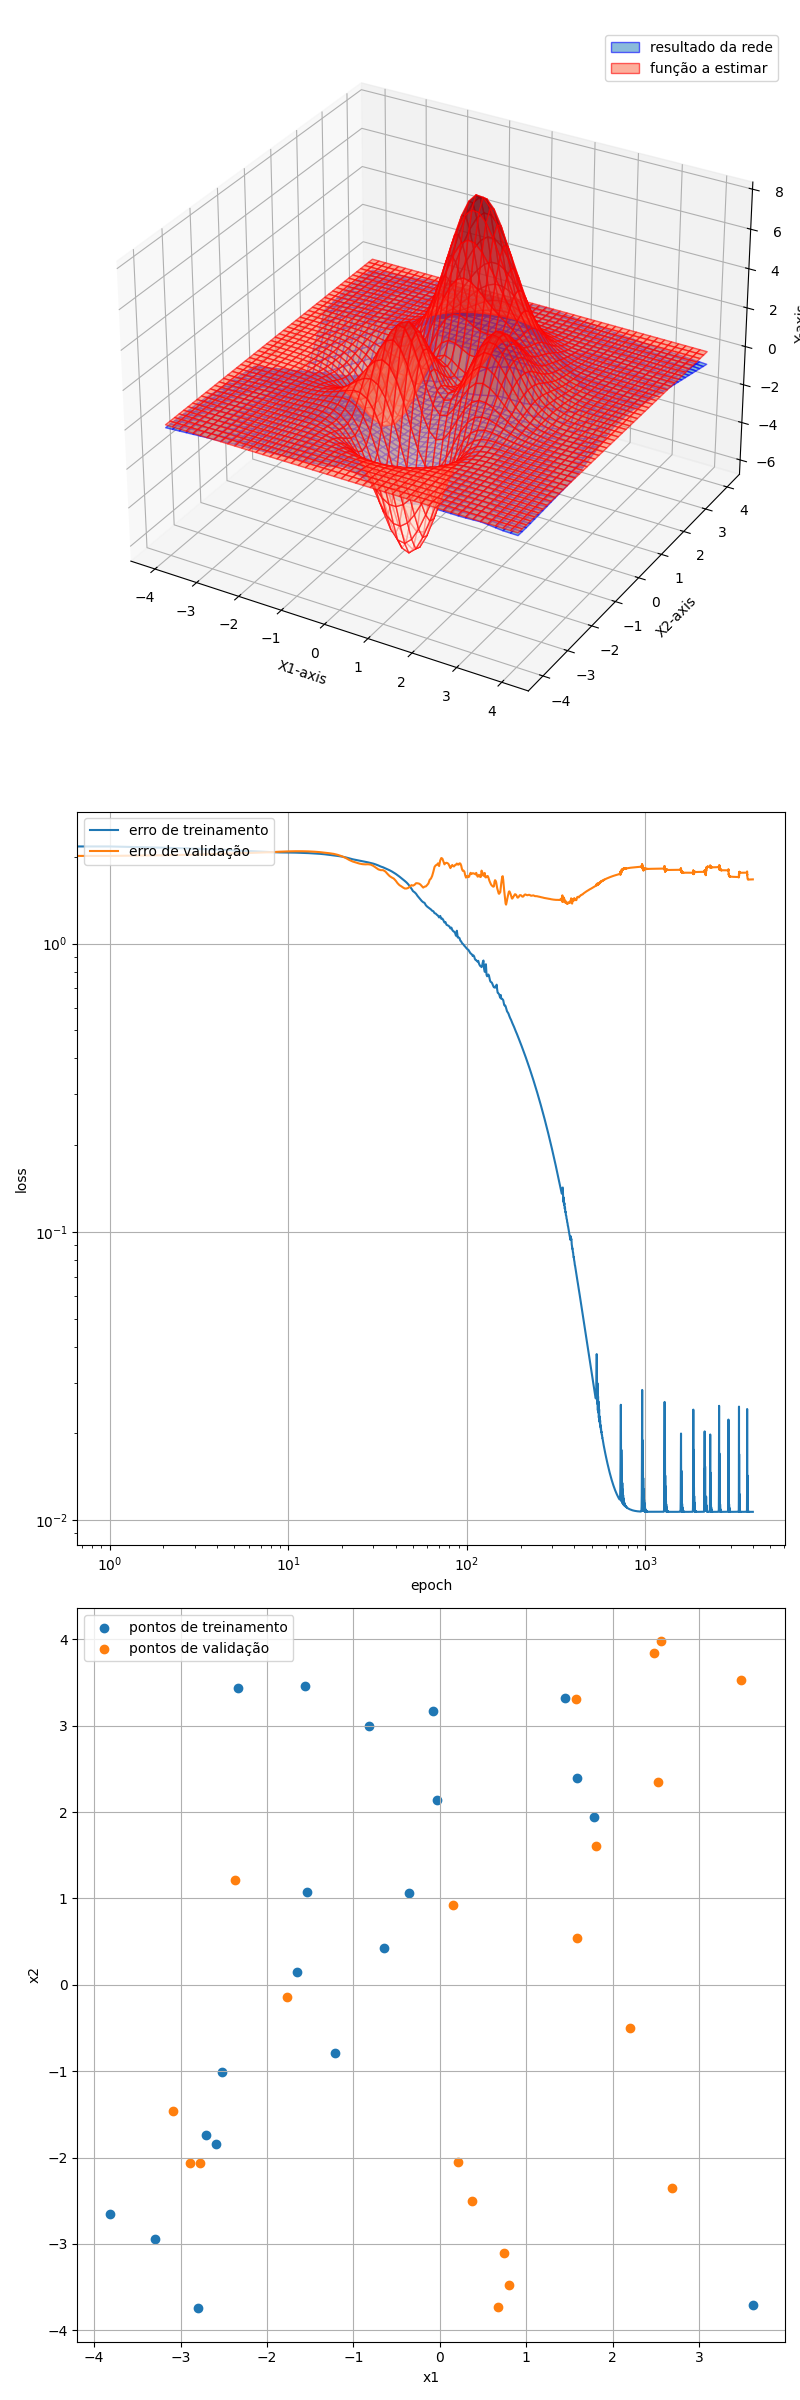 resultado da rede
função a estimar
8
6
4
2
0
−2
−4
−6
−4
−3
−2
−1
0
1
2
3
4
X1-axis
−4
−3
−2
−1
0
1
2
3
4
X2-axis
erro de treinamento
erro de validação
10⁰
10⁻¹
10⁻²
loss
10⁰ 10¹ 10² 10³
epoch
pontos de treinamento
pontos de validação
4
3
2
1
0
−1
−2
−3
−4
x2
−4 −3 −2 −1 0 1 2 3
x1